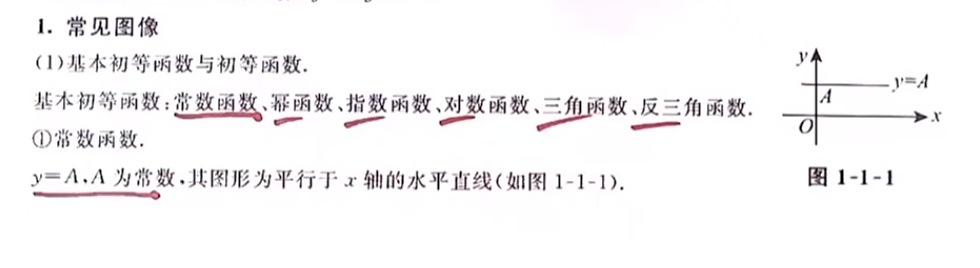 1. 常见图像
(1)基本初等函数与初等函数.
基本初等函数:常数函数、幂函数、指数函数、对数函数、三角函数、反三角函数.
①常数函数.
y=A,A 为常数,其图形为平行于 x 轴的水平直线(如图 1-1-1).
y
y=A
A
O
x
图 1-1-1